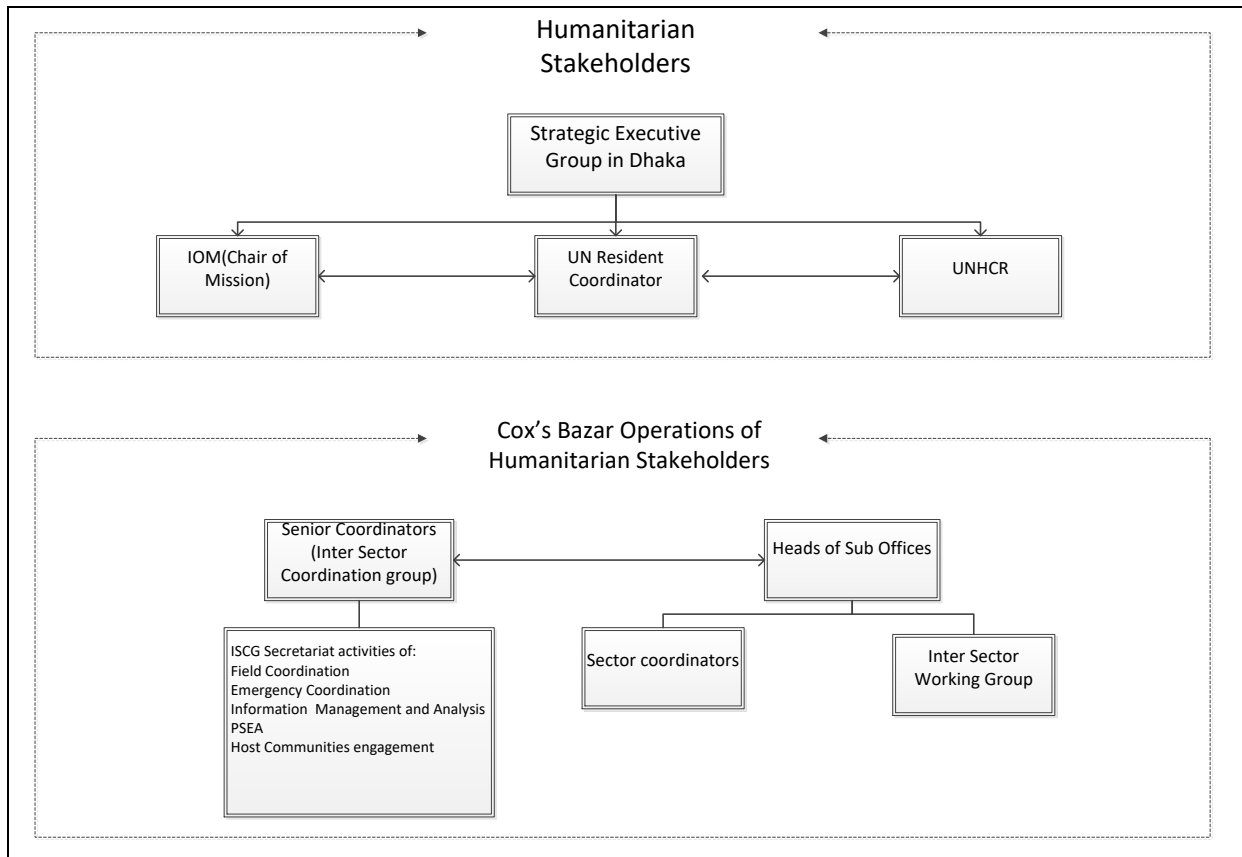 Humanitarian
Stakeholders
Strategic Executive
Group in Dhaka
IOM(Chair of
Mission)
UN Resident
Coordinator
UNHCR
Cox’s Bazar Operations of
Humanitarian Stakeholders
Senior Coordinators
(Inter Sector
Coordination group)
Heads of Sub Offices
ISCG Secretariat activities of:
Field Coordination
Emergency Coordination
Information Management and Analysis
PSEA
Host Communities engagement
Sector coordinators
Inter Sector
Working Group